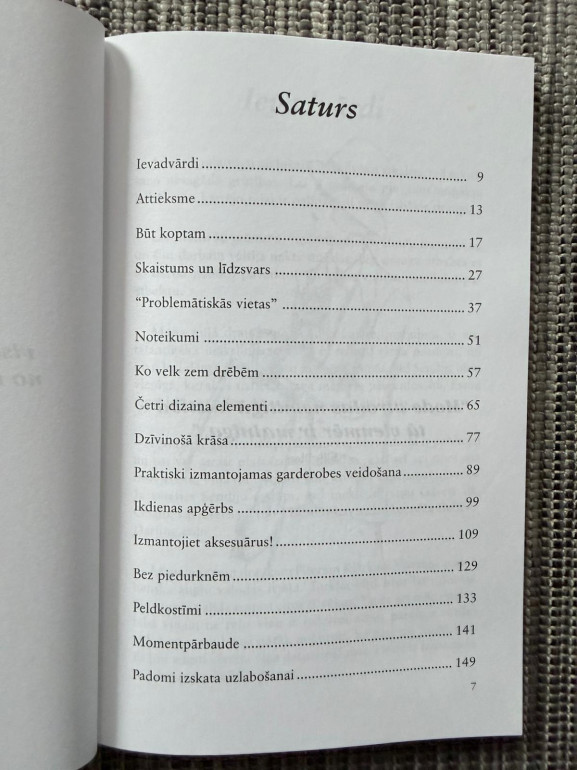 Saturs
Ievadvārdi 9
Attieksme 13
Būt koptam 17
Skaistums un līdzsvars 27
“Problēmātiskās vietas” 37
Noteikumi 51
Ko velk zem drēbēm 57
Četri dizaina elementi 65
Dzīvinošā krāsa 77
Praktiski izmantojamas garderobes veidošana 89
Ikdienas apģērbs 99
Izmantojiet aksesuārus! 109
Bez piedurknēm 129
Peldkostīmi 133
Momentpārbaude 141
Padomi izskata uzlabošanai 149
7